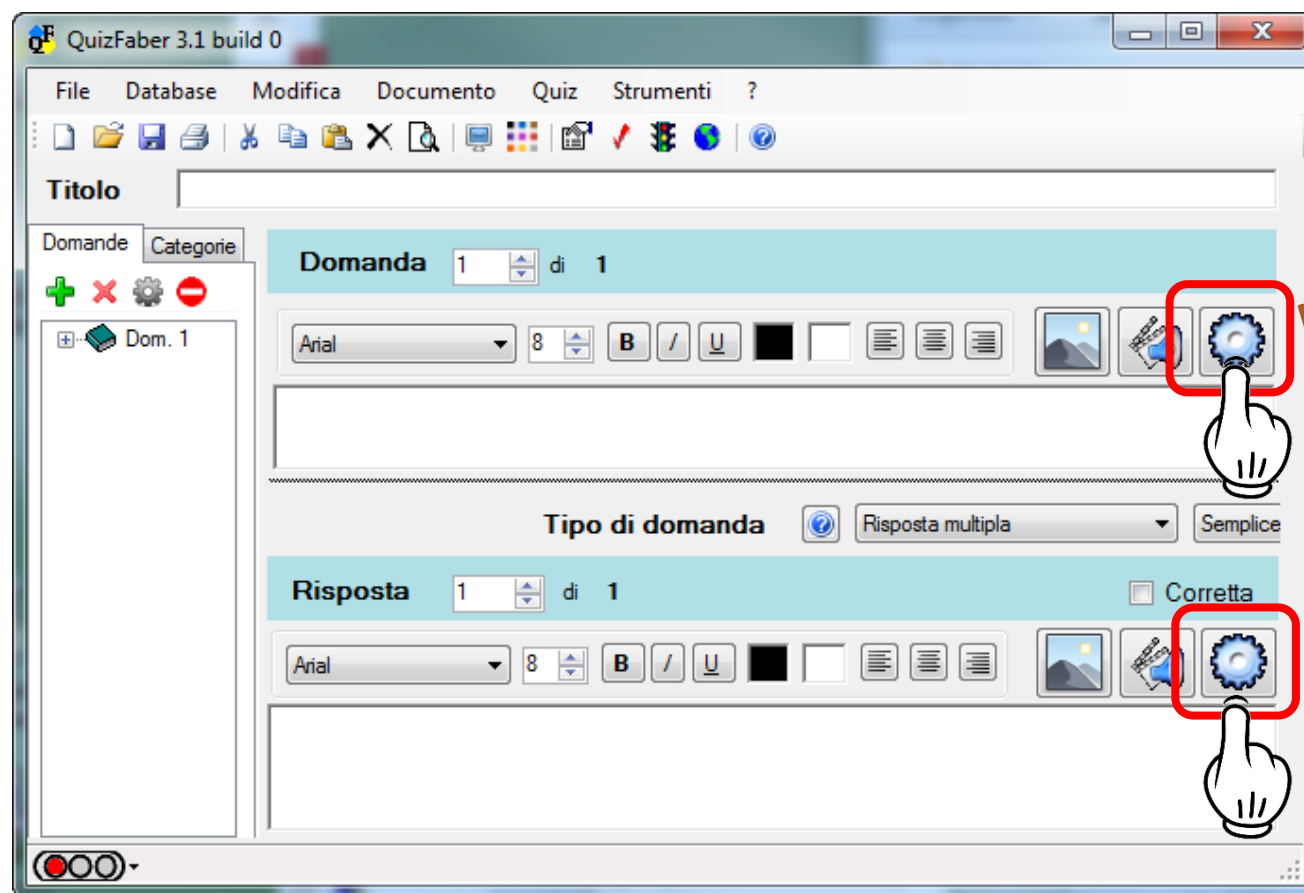 QuizFaber 3.1 build 0
File Database Modifica Documento Quiz Strumenti ?
Titolo
Domande Categorie
Domanda 1 di 1
Dom. 1
Arial 8 B I U
Tipo di domanda Risposta multipla Semplice
Risposta 1 di 1 Corretta
Arial 8 B I U